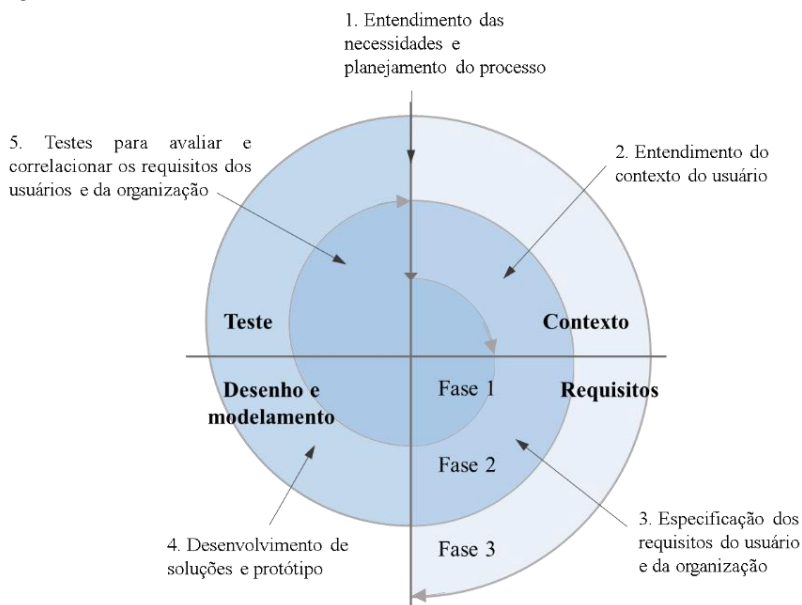 1. Entendimento das
necessidades e
planejamento do processo
5. Testes para avaliar e
correlacionar os requisitos dos
usuários e da organização
2. Entendimento do
contexto do usuário
Teste
Contexto
Desenho e
modelamento
Fase 1
Requisitos
Fase 2
Fase 3
4. Desenvolvimento de
soluções e protótipo
3. Especificação dos
requisitos do usuário
e da organização